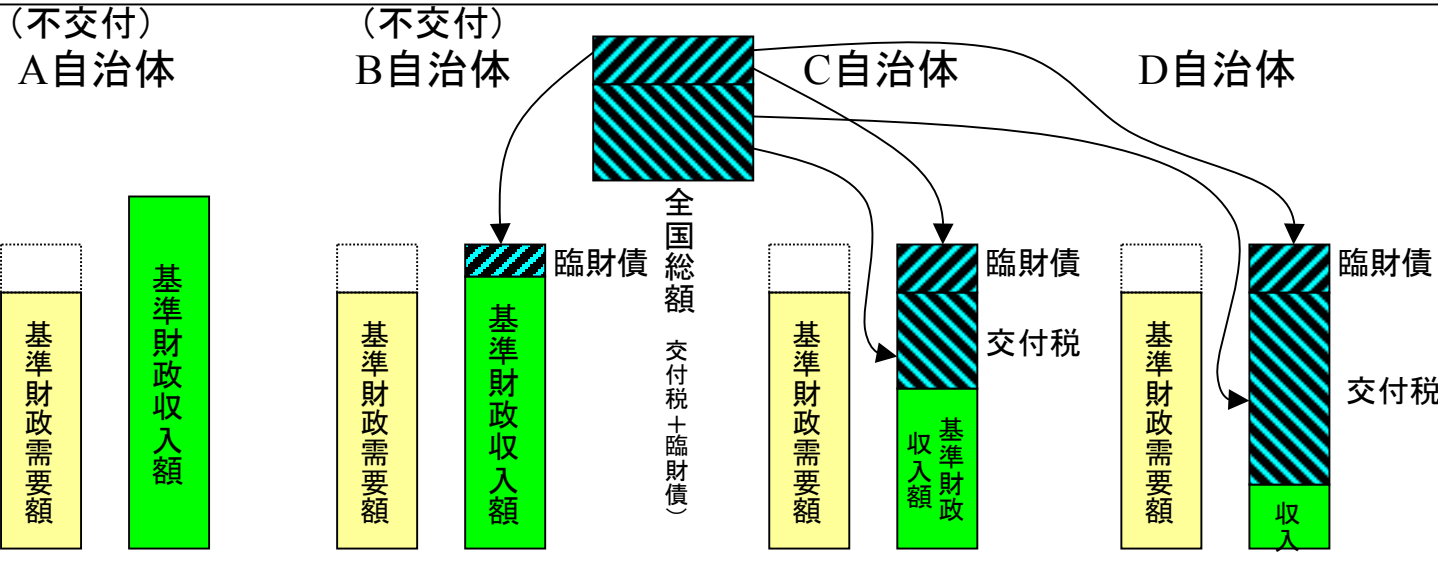 （不交付）
A自治体
（不交付）
B自治体
C自治体
D自治体
基準財政需要額
基準財政収入額
基準財政需要額
臨財債
基準財政収入額
全国総額
交付税＋臨財債）
基準財政需要額
臨財債
交付税
基準財政
収入額
基準財政需要額
臨財債
交付税
収入